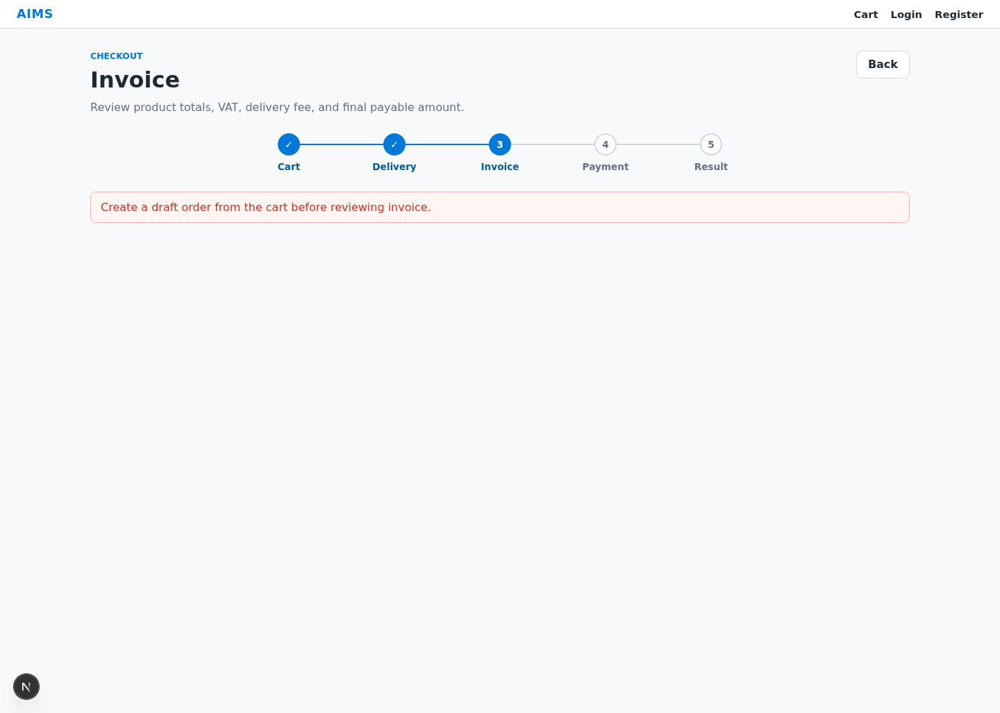 AIMS
Cart Login Register
CHECKOUT
Invoice
Back
Review product totals, VAT, delivery fee, and final payable amount.
✓ ✓ 3 4 5
Cart Delivery Invoice Payment Result
Create a draft order from the cart before reviewing invoice.
N